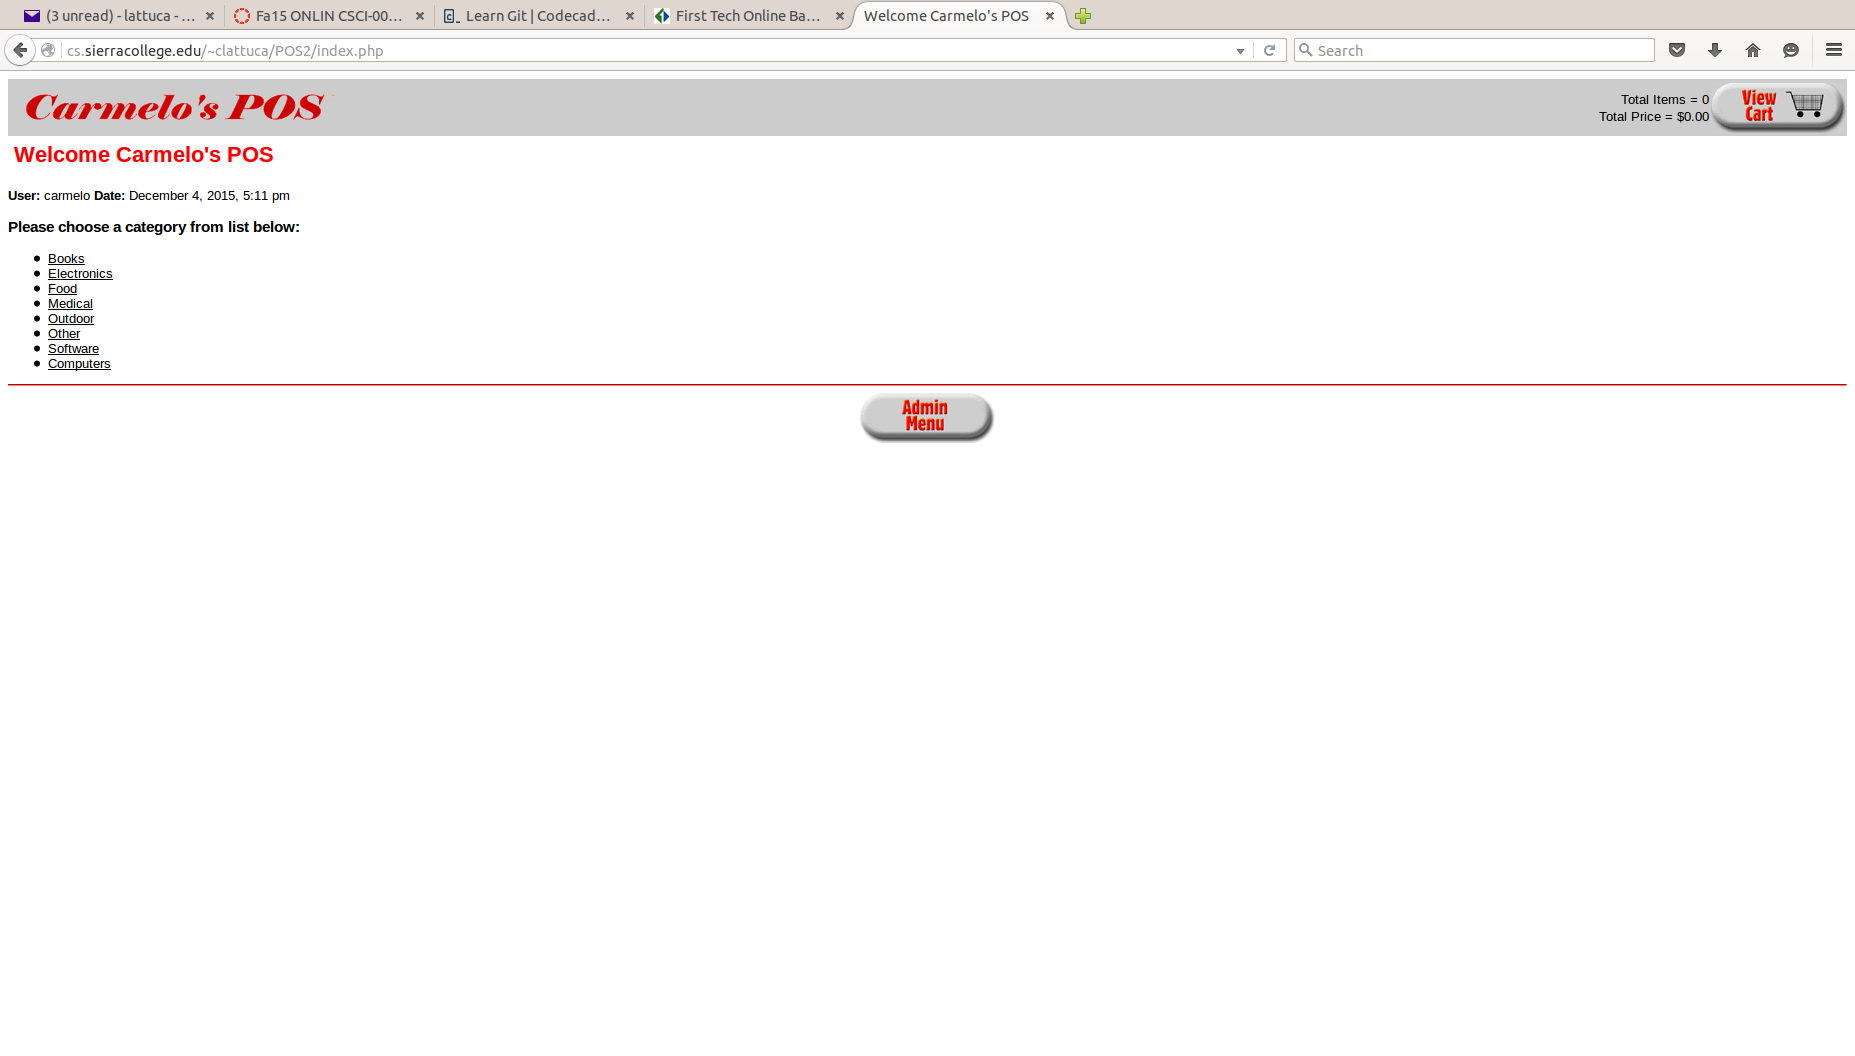 (3 unread) - lattuca - ...
Fa15 ONLIN CSCI-00...
Learn Git | Codecad...
First Tech Online Ba...
Welcome Carmelo's POS
cs.sierracollege.edu/~clattuca/POS2/index.php
Search
Carmelo's POS
Total Items = 0
Total Price = $0.00
View
Cart
Welcome Carmelo's POS
User: carmelo Date: December 4, 2015, 5:11 pm
Please choose a category from list below:
Books
Electronics
Food
Medical
Outdoor
Other
Software
Computers
Admin
Menu